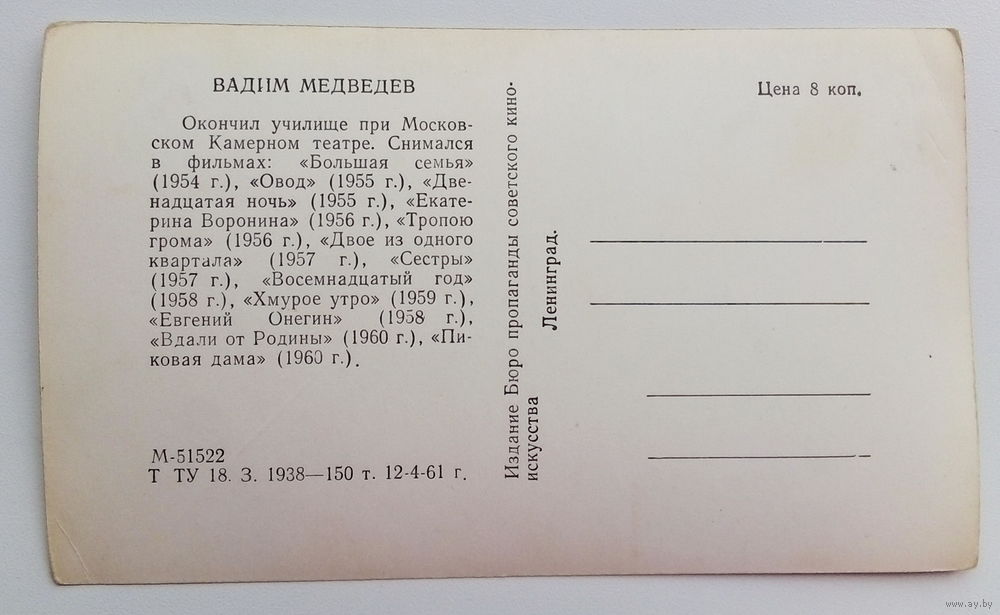 ВАДИМ МЕДВЕДЕВ
Окончил училище при Москов-
ском Камерном театре. Снимался
в фильмах: «Большая семья»
(1954 г.), «Овод» (1955 г.), «Две-
надцатая ночь» (1955 г.), «Екате-
рина Воронина» (1956 г.), «Тропою
грома» (1956 г.), «Двое из одного
квартала» (1957 г.), «Сестры»
(1957 г.), «Восемнадцатый год»
(1958 г.), «Хмурое утро» (1959 г.),
«Евгений Онегин» (1958 г.),
«Вдали от Родины» (1960 г.), «Пи-
ковая дама» (1960 г.).
М-51522
Т ТУ 18. З. 1938—150 т. 12-4-61 г.
Издание Бюро пропаганды советского кино-
искусства
Ленинград.
Цена 8 коп.
www.ay.by